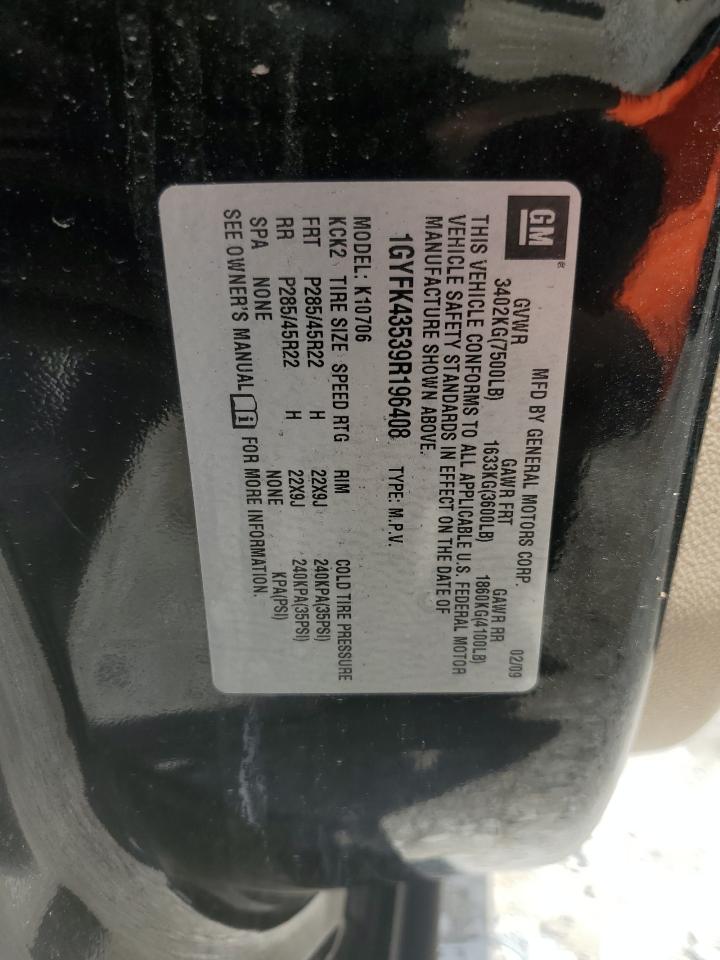 GM ®
MFD BY GENERAL MOTORS CORP. 02/09
GVWR GAWR FRT GAWR RR
3402KG(7500LB) 1633KG(3600LB) 1860KG(4100LB)
THIS VEHICLE CONFORMS TO ALL APPLICABLE U.S. FEDERAL MOTOR
VEHICLE SAFETY STANDARDS IN EFFECT ON THE DATE OF
MANUFACTURE SHOWN ABOVE.
1GYFK43539R196408 TYPE: M.P.V.
MODEL: K10706
KCK2 TIRE SIZE SPEED RTG RIM COLD TIRE PRESSURE
FRT P285/45R22 H 22X9J 240KPA(35PSI)
RR P285/45R22 H 22X9J 240KPA(35PSI)
SPA NONE NONE KPA(PSI)
SEE OWNER'S MANUAL i FOR MORE INFORMATION.